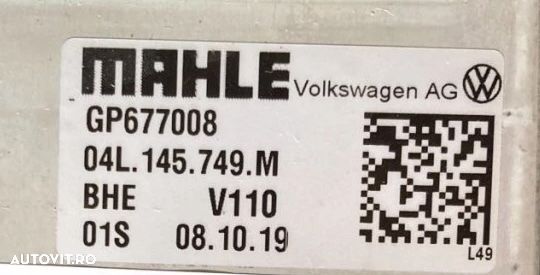 MAHLE Volkswagen AG
GP677008
04L.145.749.M
BHE V110
01S 08.10.19
L49
AUTOVIT.RO